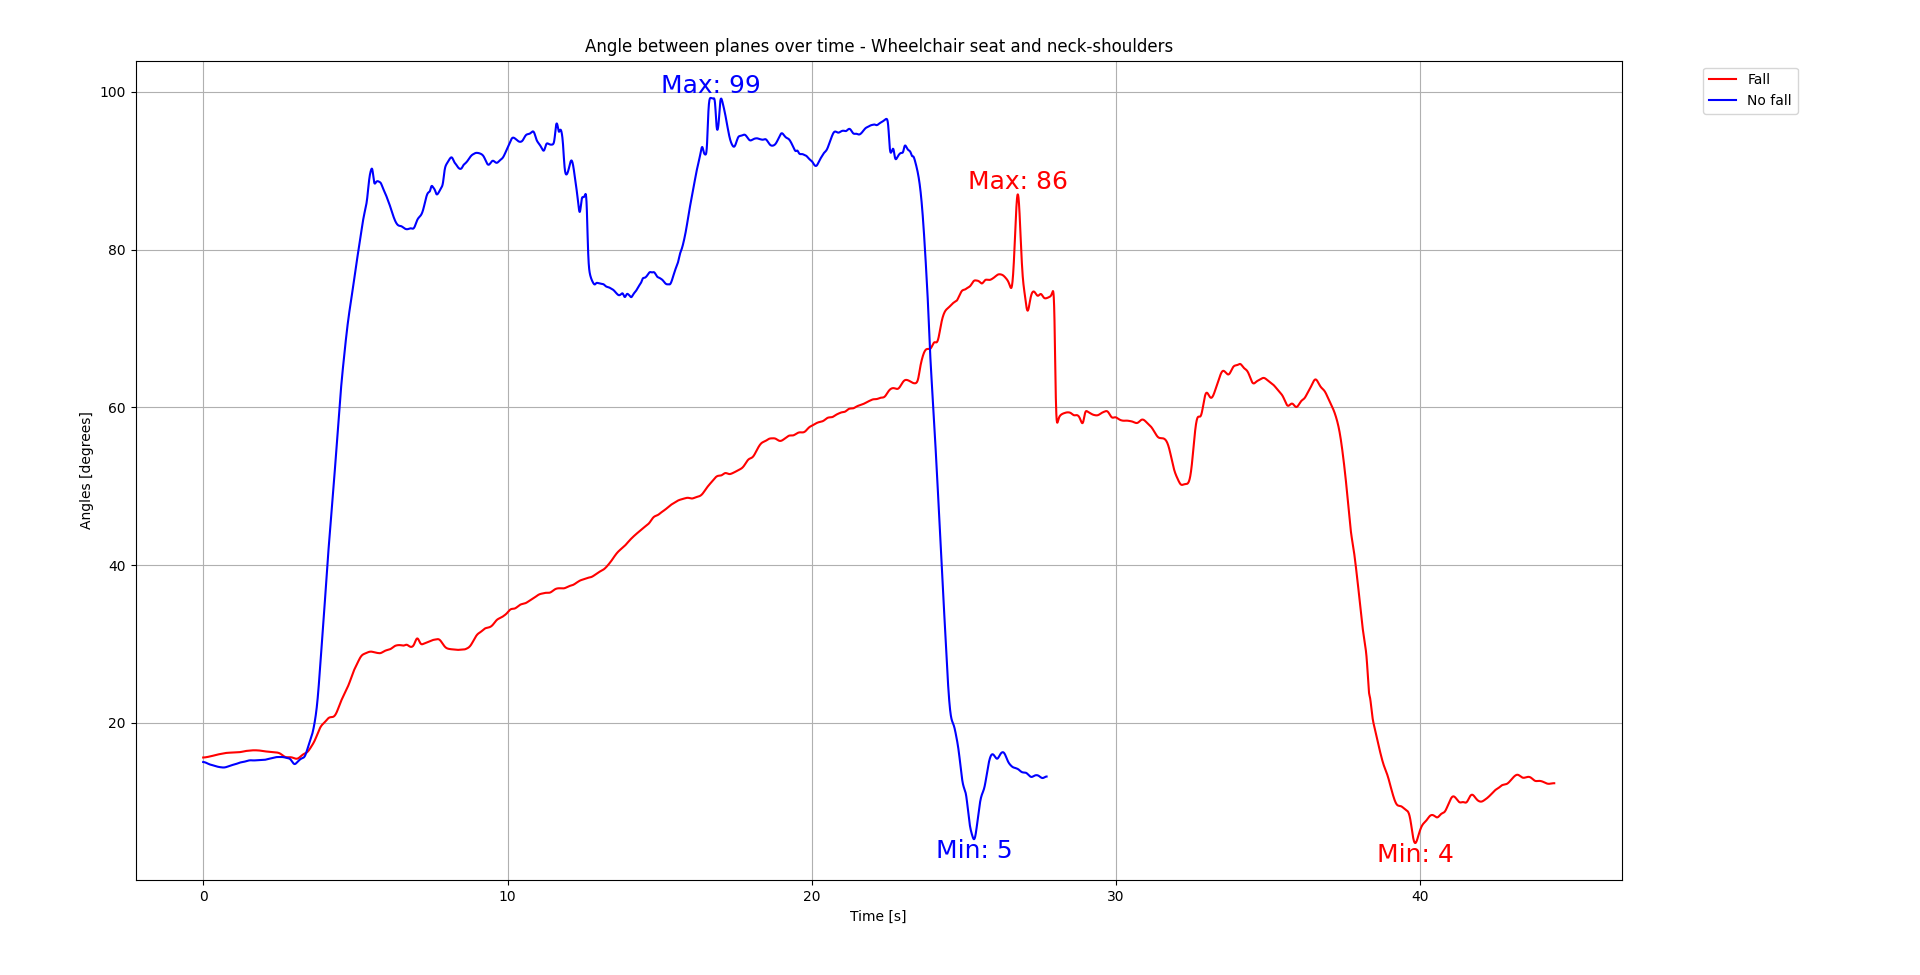 Angle between planes over time - Wheelchair seat and neck-shoulders
Fall
No fall
Max: 99
Max: 86
Min: 5
Min: 4
100
80
60
40
20
Angles [degrees]
0 10 20 30 40
Time [s]